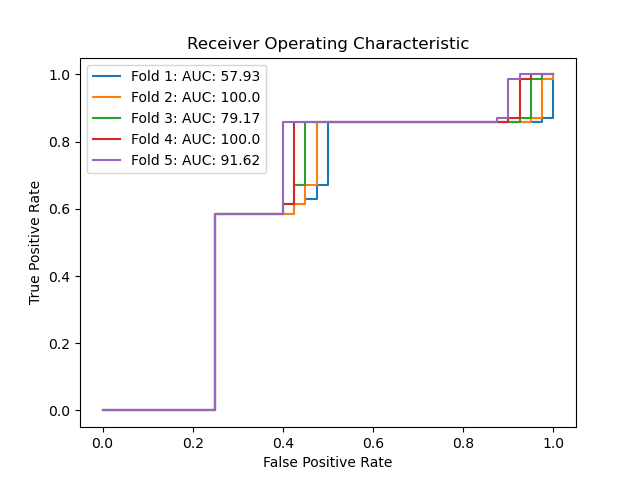 Receiver Operating Characteristic
1.0
0.8
0.6
0.4
0.2
0.0
True Positive Rate
Fold 1: AUC: 57.93
Fold 2: AUC: 100.0
Fold 3: AUC: 79.17
Fold 4: AUC: 100.0
Fold 5: AUC: 91.62
0.0 0.2 0.4 0.6 0.8 1.0
False Positive Rate